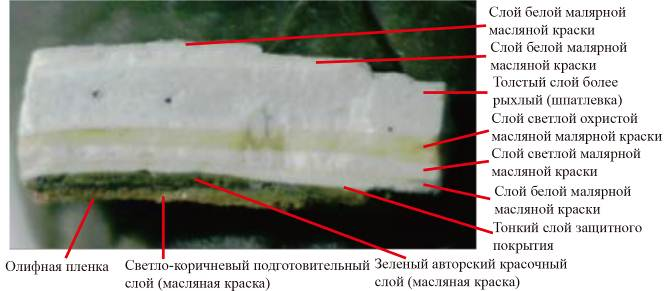 Слой белой малярной
масляной краски
Слой белой малярной
масляной краски
Толстый слой более
рыхлый (шпатлевка)
Слой светлой охристой
масляной малярной краски
Слой светлой малярной
масляной краски
Слой белой малярной
масляной краски
Тонкий слой защитного
покрытия
Олифная пленка
Светло-коричневый подготовительный
слой (масляная краска)
Зеленый авторский красочный
слой (масляная краска)